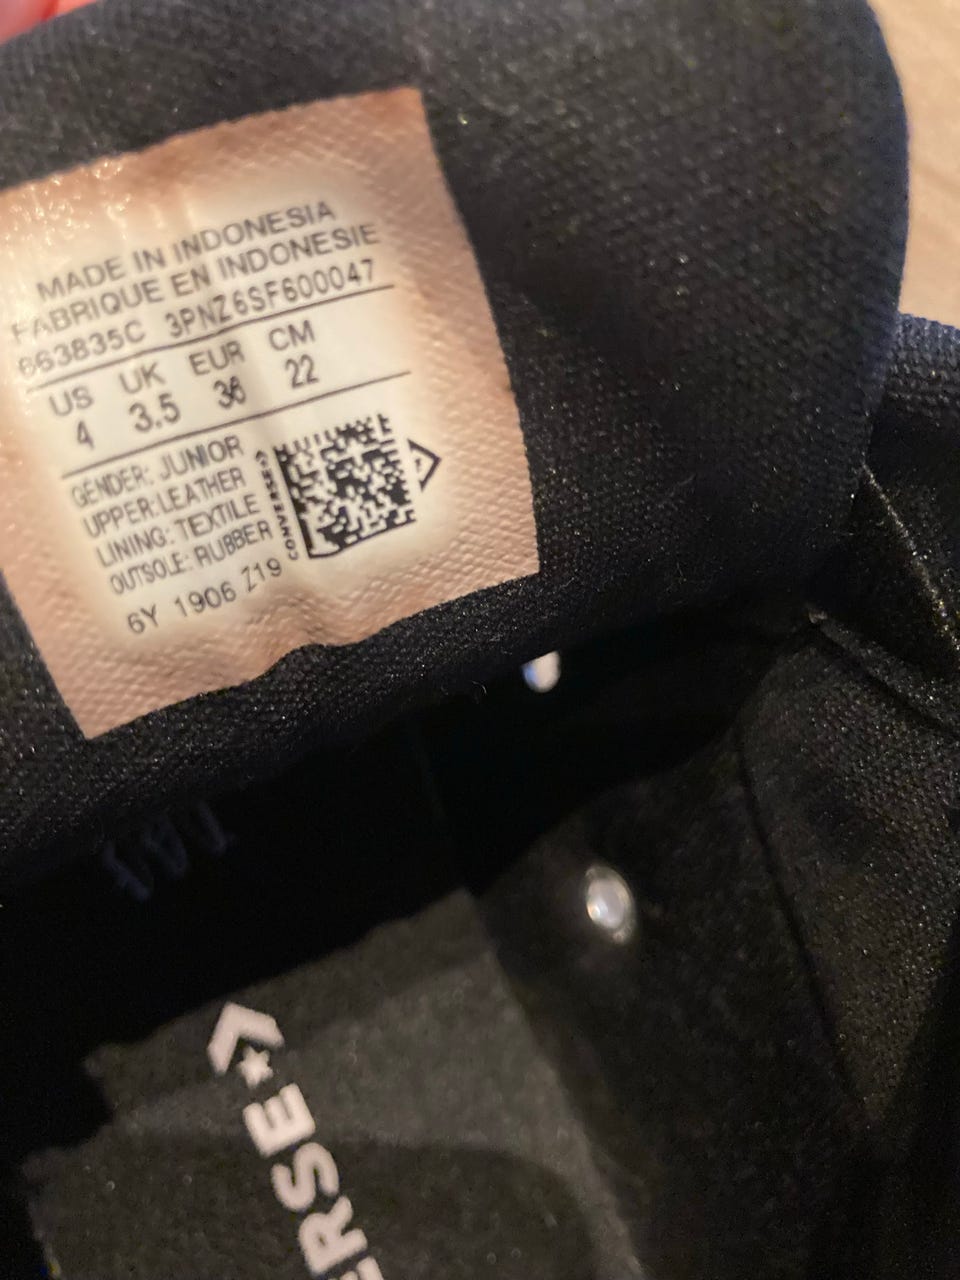 MADE IN INDONESIA
FABRIQUE EN INDONESIE
663835C 3PNZ6SF600047
US UK EUR CM
4 3.5 36 22
GENDER: JUNIOR
UPPER:LEATHER
LINING: TEXTILE
OUTSOLE: RUBBER
CONVERSE
6Y 1906 Z19
ERSE